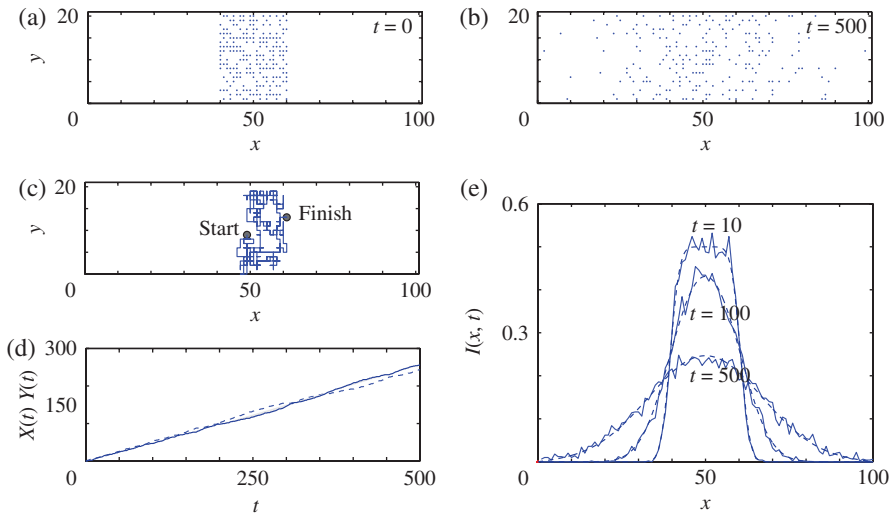 (a)
20
t = 0
y
0
50
100
x
(b)
20
t = 500
y
0
50
100
x
(c)
20
Start
Finish
y
0
50
100
x
(d)
300
X(t) Y(t)
150
0
250
500
t
(e)
0.6
t = 10
I(x, t)
t = 100
0.3
t = 500
0
50
100
x